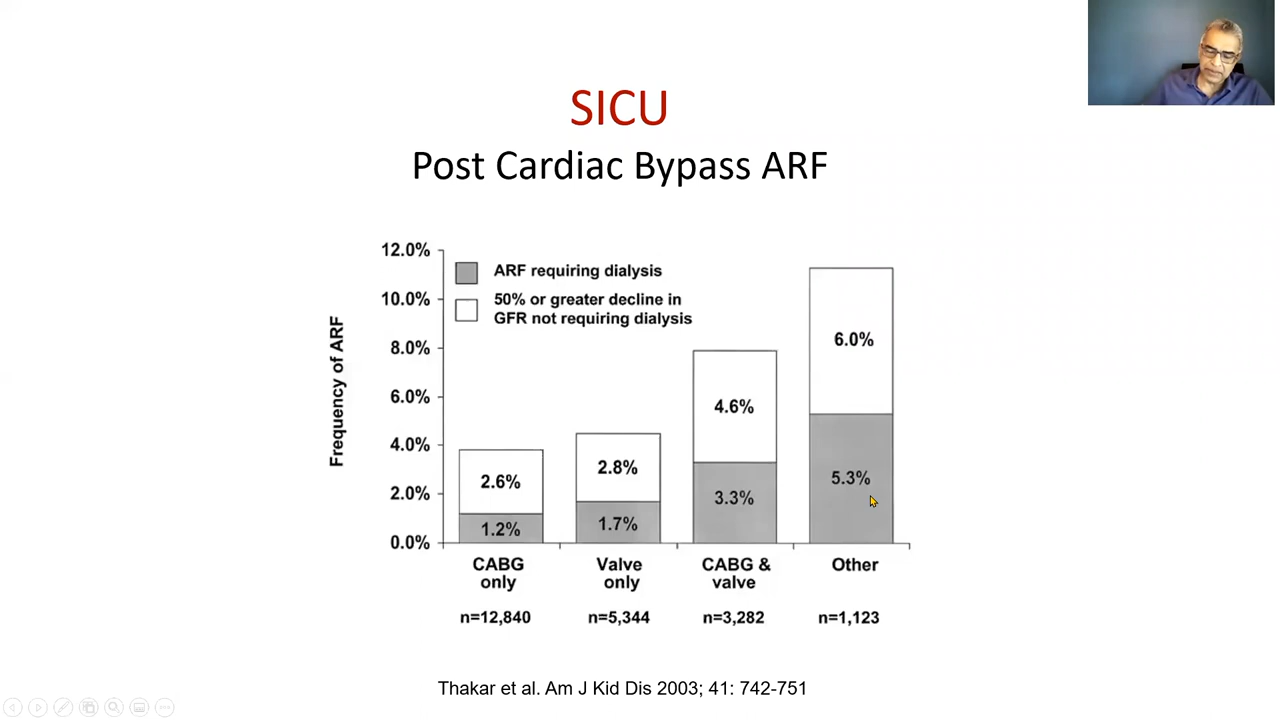 SICU
Post Cardiac Bypass ARF
12.0%
10.0%
8.0%
6.0%
4.0%
2.0%
0.0%
Frequency of ARF
ARF requiring dialysis
50% or greater decline in
GFR not requiring dialysis
2.6%
1.2%
2.8%
1.7%
4.6%
3.3%
6.0%
5.3%
CABG
only
Valve
only
CABG &
valve
Other
n=12,840
n=5,344
n=3,282
n=1,123
Thakar et al. Am J Kid Dis 2003; 41: 742-751